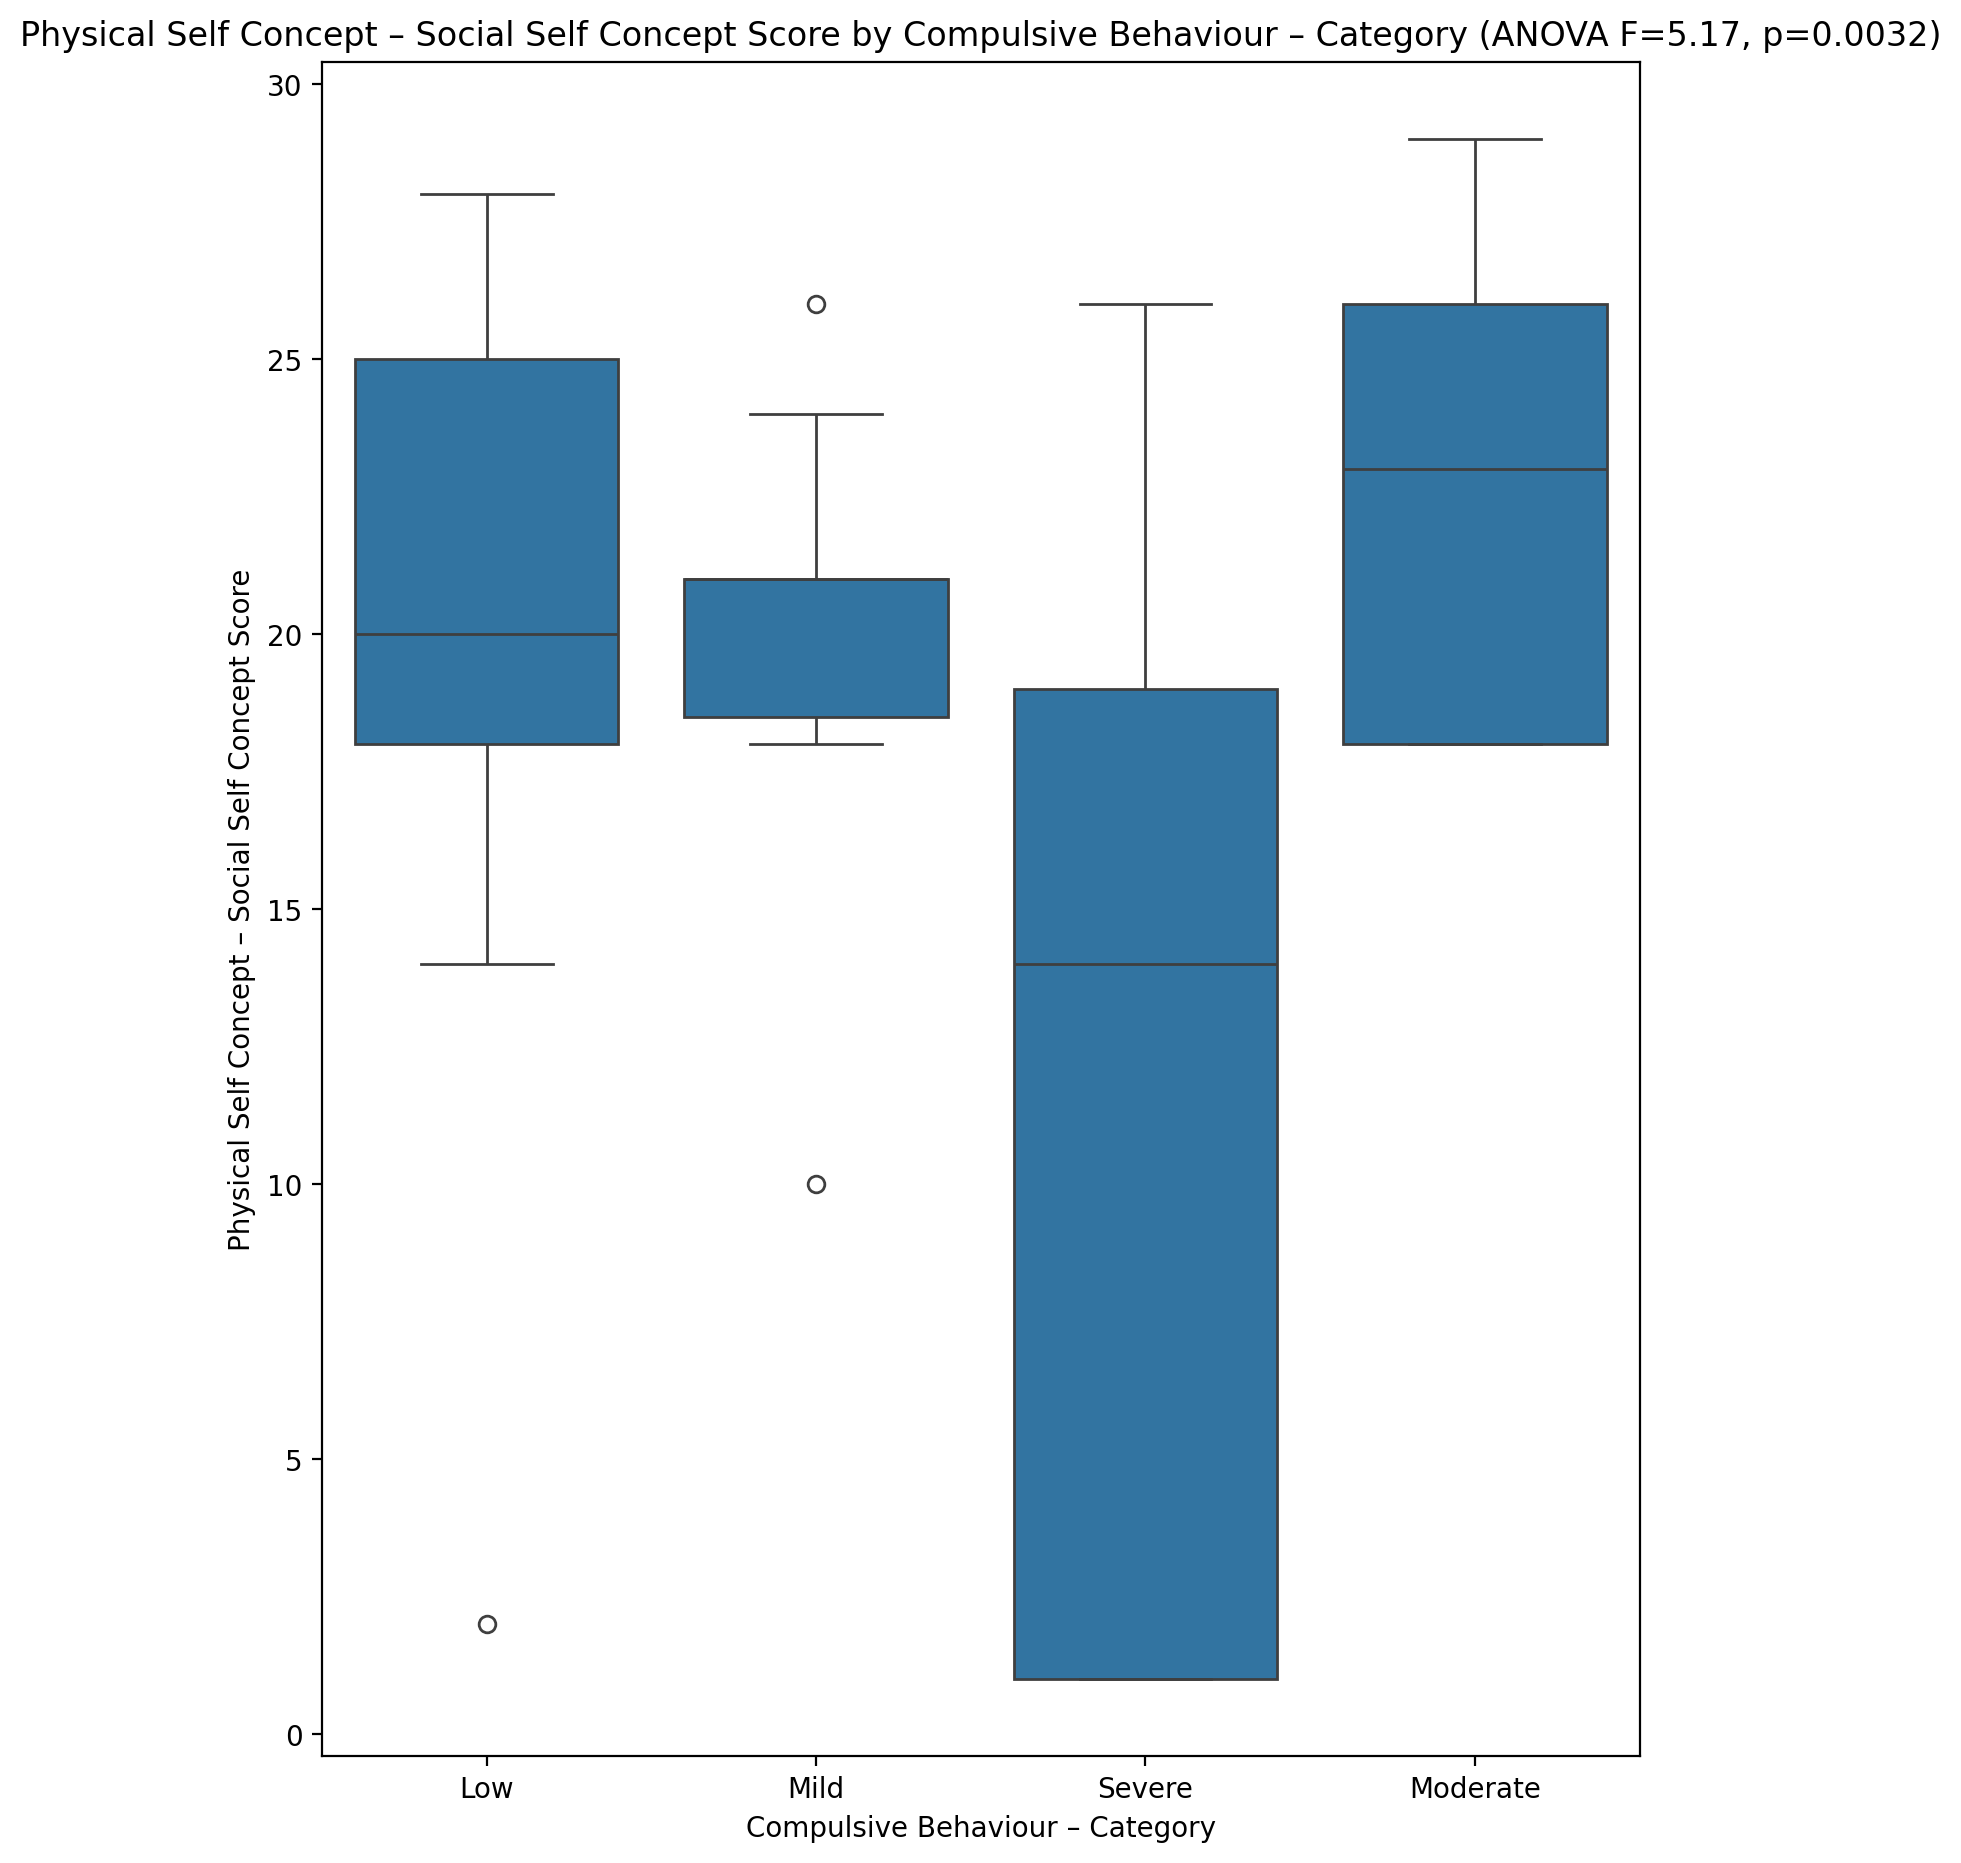 Physical Self Concept – Social Self Concept Score by Compulsive Behaviour – Category (ANOVA F=5.17, p=0.0032)
Physical Self Concept – Social Self Concept Score
30
25
20
15
10
5
0
Low Mild Severe Moderate
Compulsive Behaviour – Category